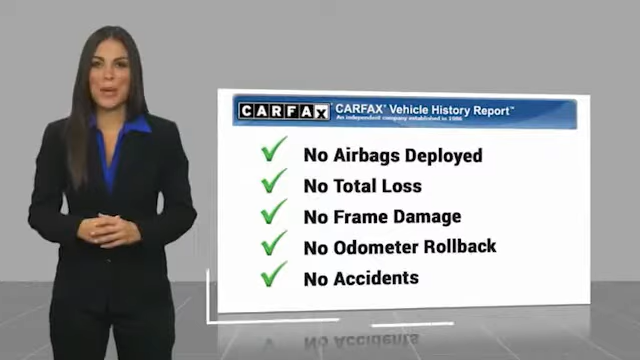 CARFAX CARFAX® Vehicle History Report™
An independent company established in 1986
No Airbags Deployed
No Total Loss
No Frame Damage
No Odometer Rollback
No Accidents